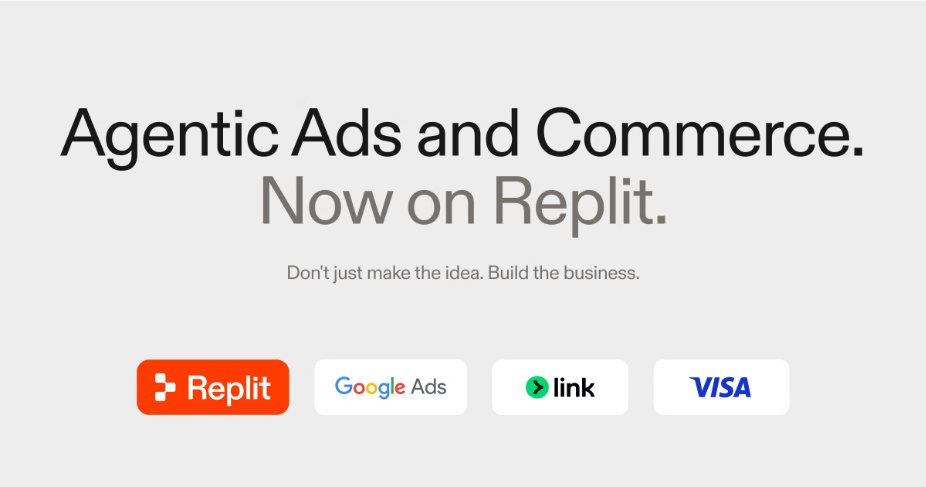 Agentic Ads and Commerce.
Now on Replit.
Don't just make the idea. Build the business.
Replit
Google Ads
link
VISA